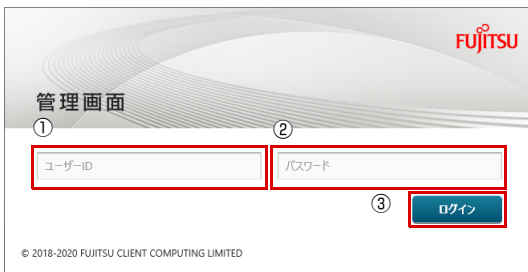 FUJITSU
管理画面
① ②
ユーザーID パスワード
③ ログイン
© 2018-2020 FUJITSU CLIENT COMPUTING LIMITED